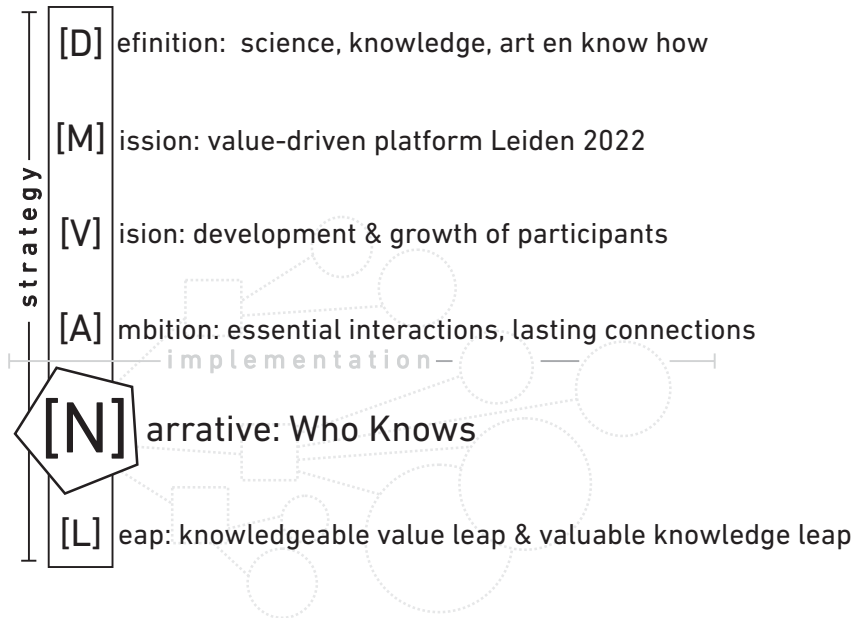 strategy
[D]efinition: science, knowledge, art en know how
[M]ission: value-driven platform Leiden 2022
[V]ision: development & growth of participants
[A]mbition: essential interactions, lasting connections
implementation
[N]arrative: Who Knows
[L]eap: knowledgeable value leap & valuable knowledge leap